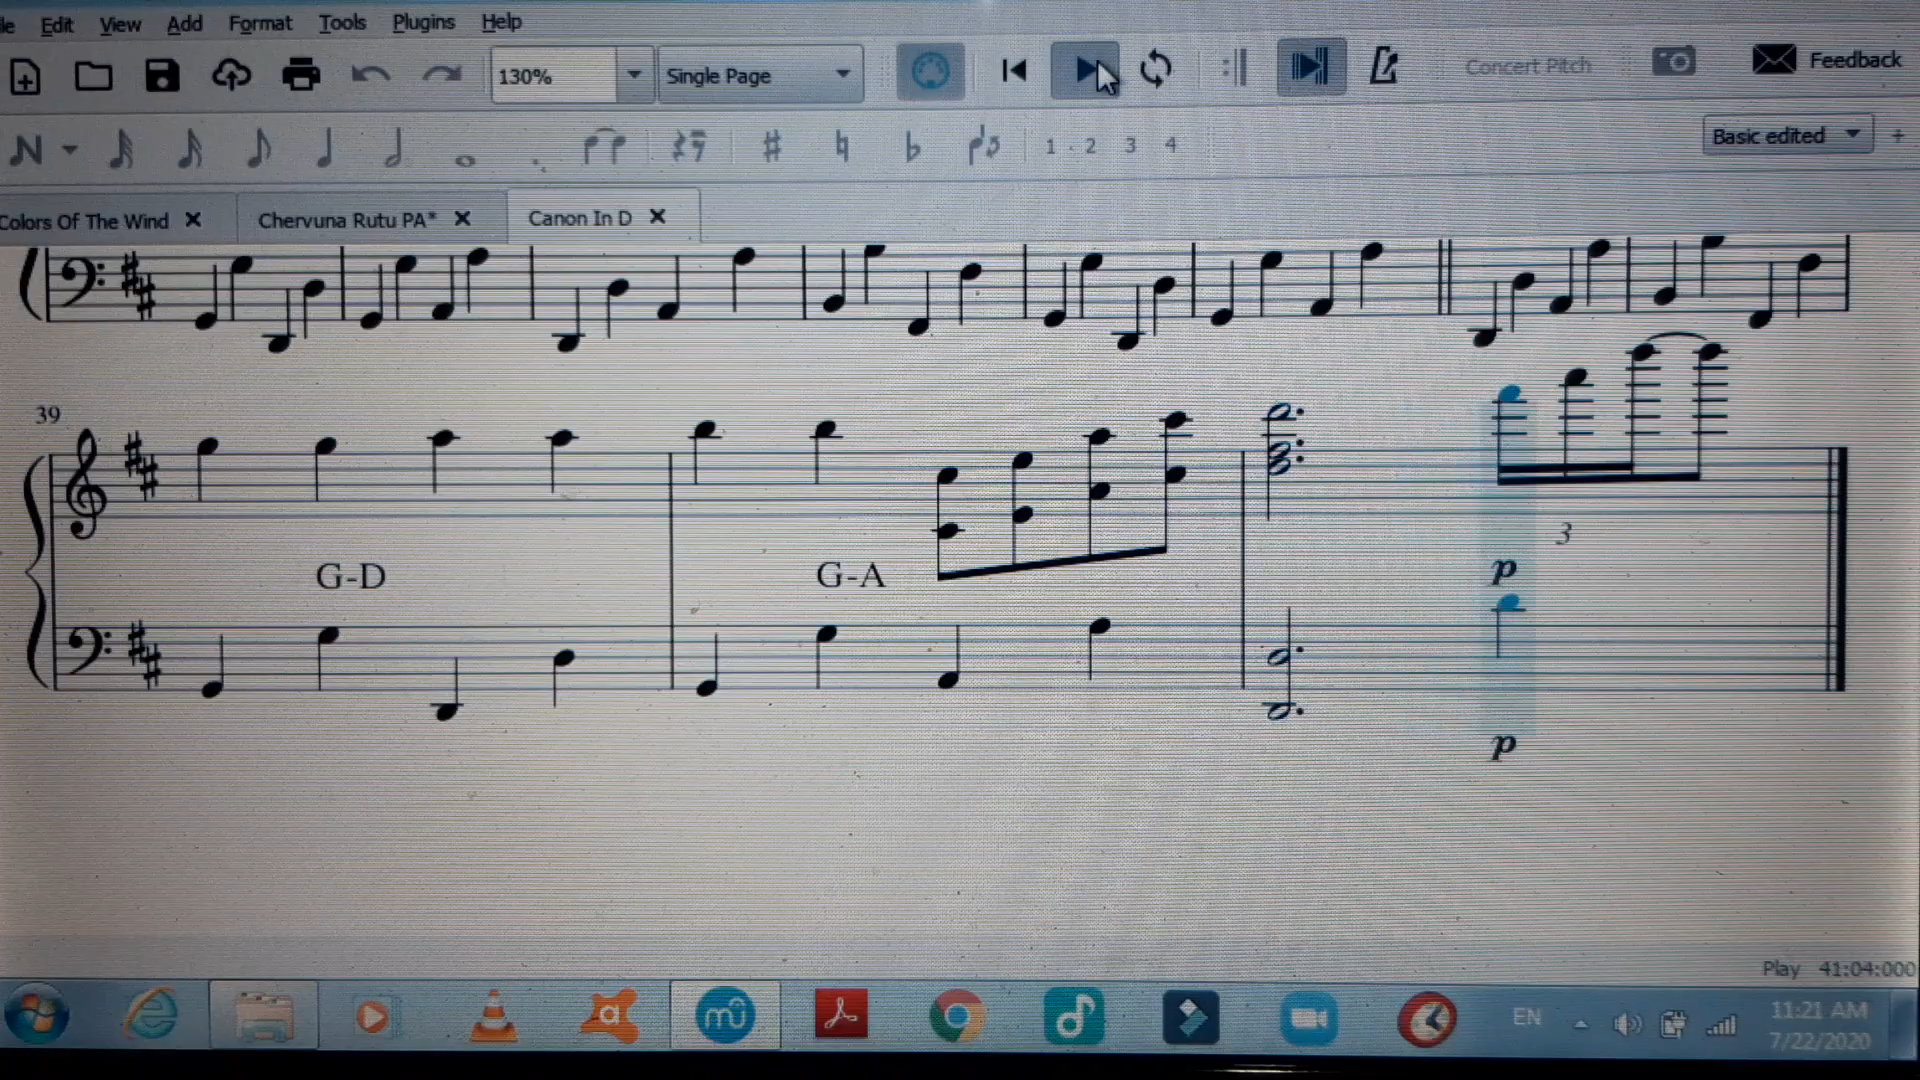 Edit View Add Format Tools Plugins Help
130% Single Page Concert Pitch Feedback
1 2 3 4 Basic edited
Colors Of The Wind Chervuna Rutu PA* Canon In D
39
G-D G-A
3
p
p
Play 41:04:000
EN
11:21 AM
7/22/2020